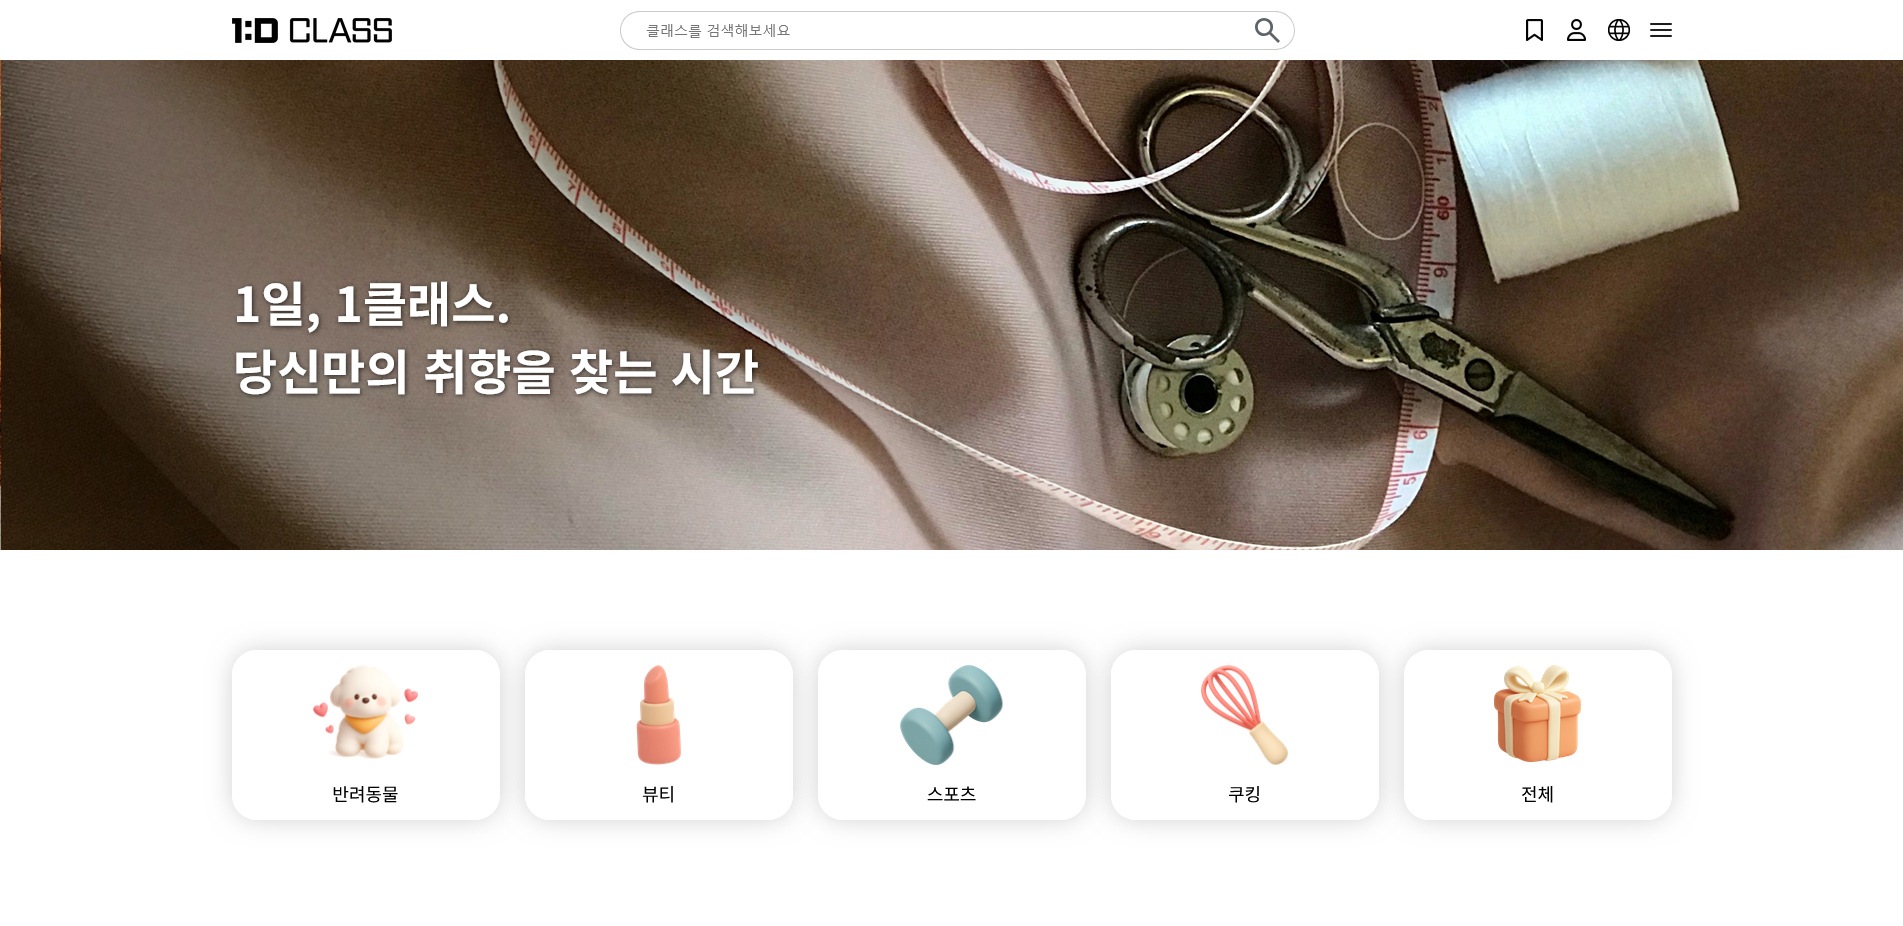 1:D CLASS
클래스를 검색해보세요
1일, 1클래스.
당신만의 취향을 찾는 시간
반려동물
뷰티
스포츠
쿠킹
전체